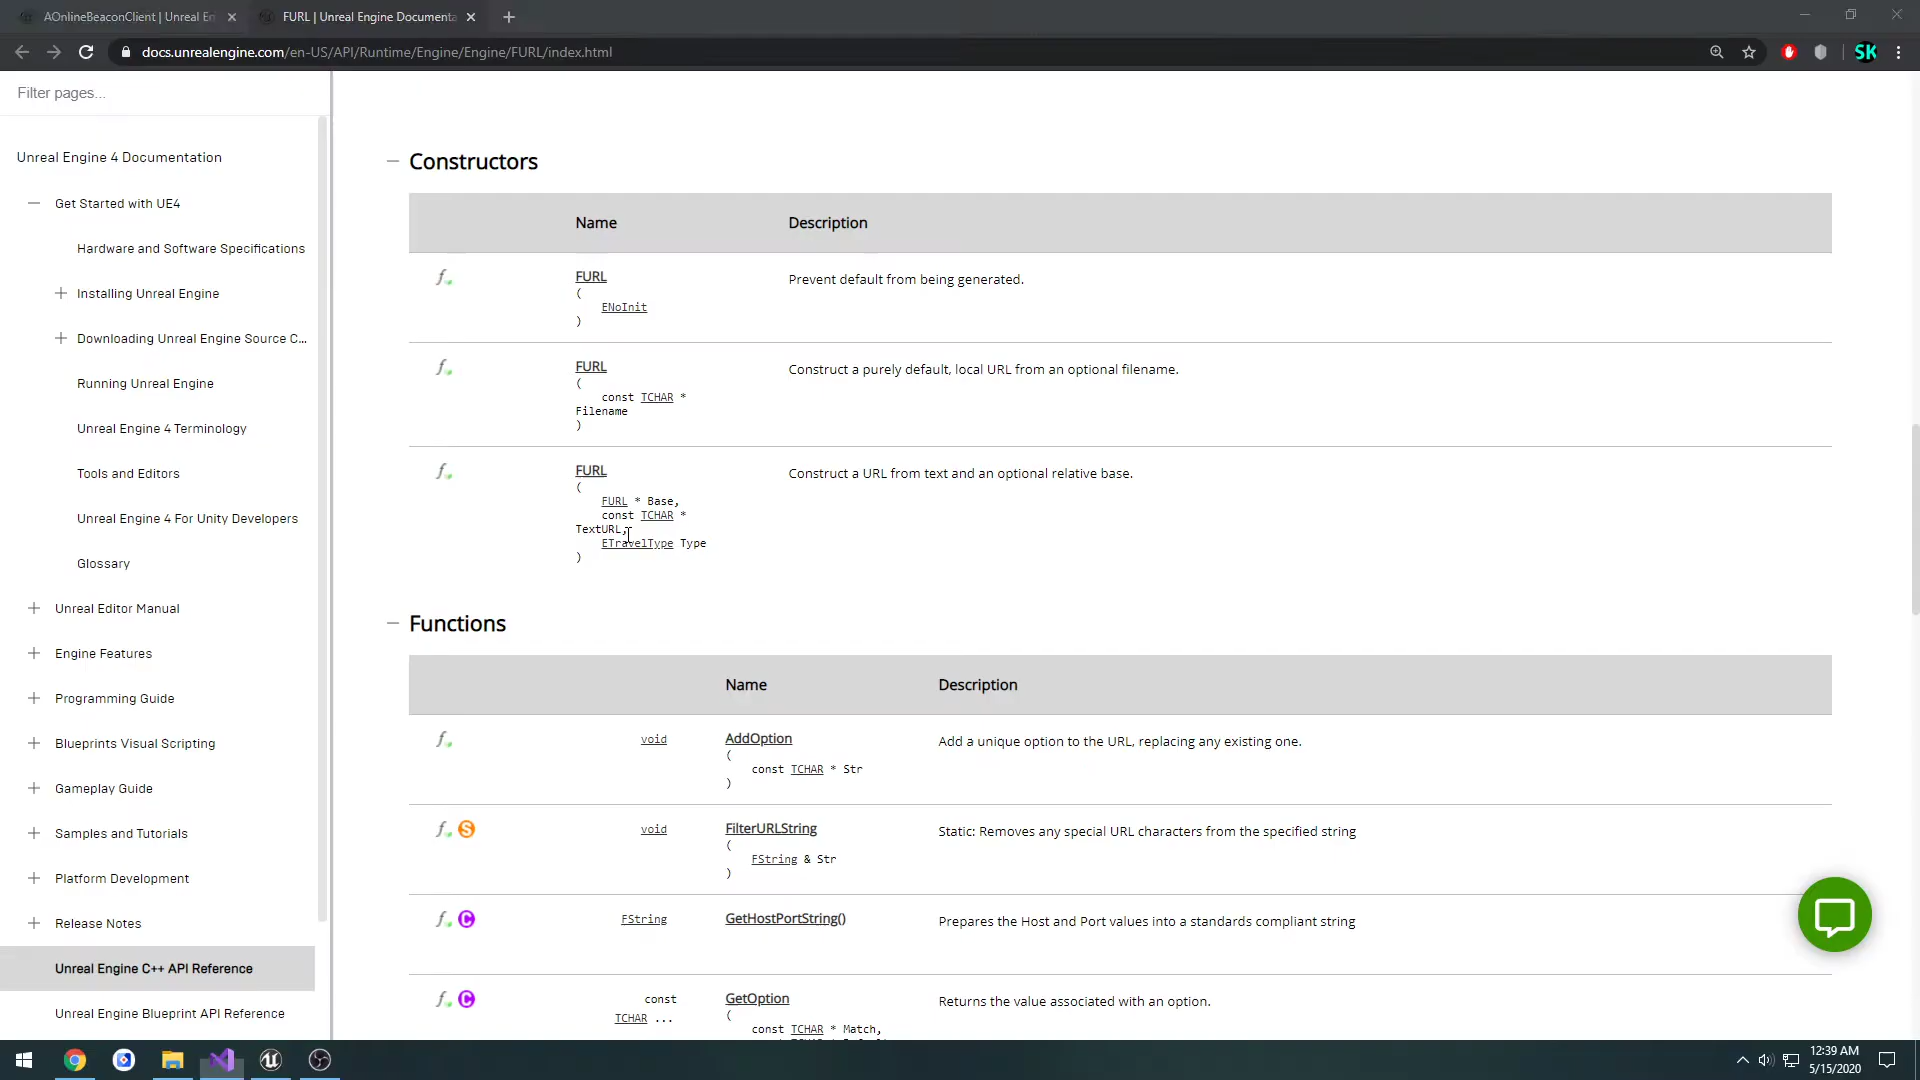 AOnlineBeaconClient | Unreal En
FURL | Unreal Engine Documenta
docs.unrealengine.com/en-US/API/Runtime/Engine/Engine/FURL/index.html
SK
Filter pages...
Unreal Engine 4 Documentation
Get Started with UE4
Hardware and Software Specifications
Installing Unreal Engine
Downloading Unreal Engine Source C...
Running Unreal Engine
Unreal Engine 4 Terminology
Tools and Editors
Unreal Engine 4 For Unity Developers
Glossary
Unreal Editor Manual
Engine Features
Programming Guide
Blueprints Visual Scripting
Gameplay Guide
Samples and Tutorials
Platform Development
Release Notes
Unreal Engine C++ API Reference
Unreal Engine Blueprint API Reference
Constructors
Name Description
FURL Prevent default from being generated.
(
ENoInit
)
FURL Construct a purely default, local URL from an optional filename.
(
const TCHAR *
Filename
)
FURL Construct a URL from text and an optional relative base.
(
FURL * Base,
const TCHAR *
TextURL,
ETravelType Type
)
Functions
Name Description
void AddOption Add a unique option to the URL, replacing any existing one.
(
const TCHAR * Str
)
S void FilterURLString Static: Removes any special URL characters from the specified string
(
FString & Str
)
C FString GetHostPortString() Prepares the Host and Port values into a standards compliant string
C const GetOption Returns the value associated with an option.
TCHAR ... (
const TCHAR * Match,
12:39 AM
5/15/2020